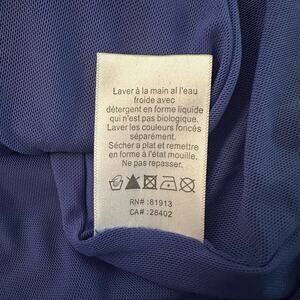 Laver à la main al l'eau
froide avec
détergent en forme liquide
qui n'est pas biologique.
Laver les couleurs foncés
séparément.
Sécher a plat et remettre
en forme à l'état mouille.
Ne pas repasser.
RN#:81913
CA#:28402